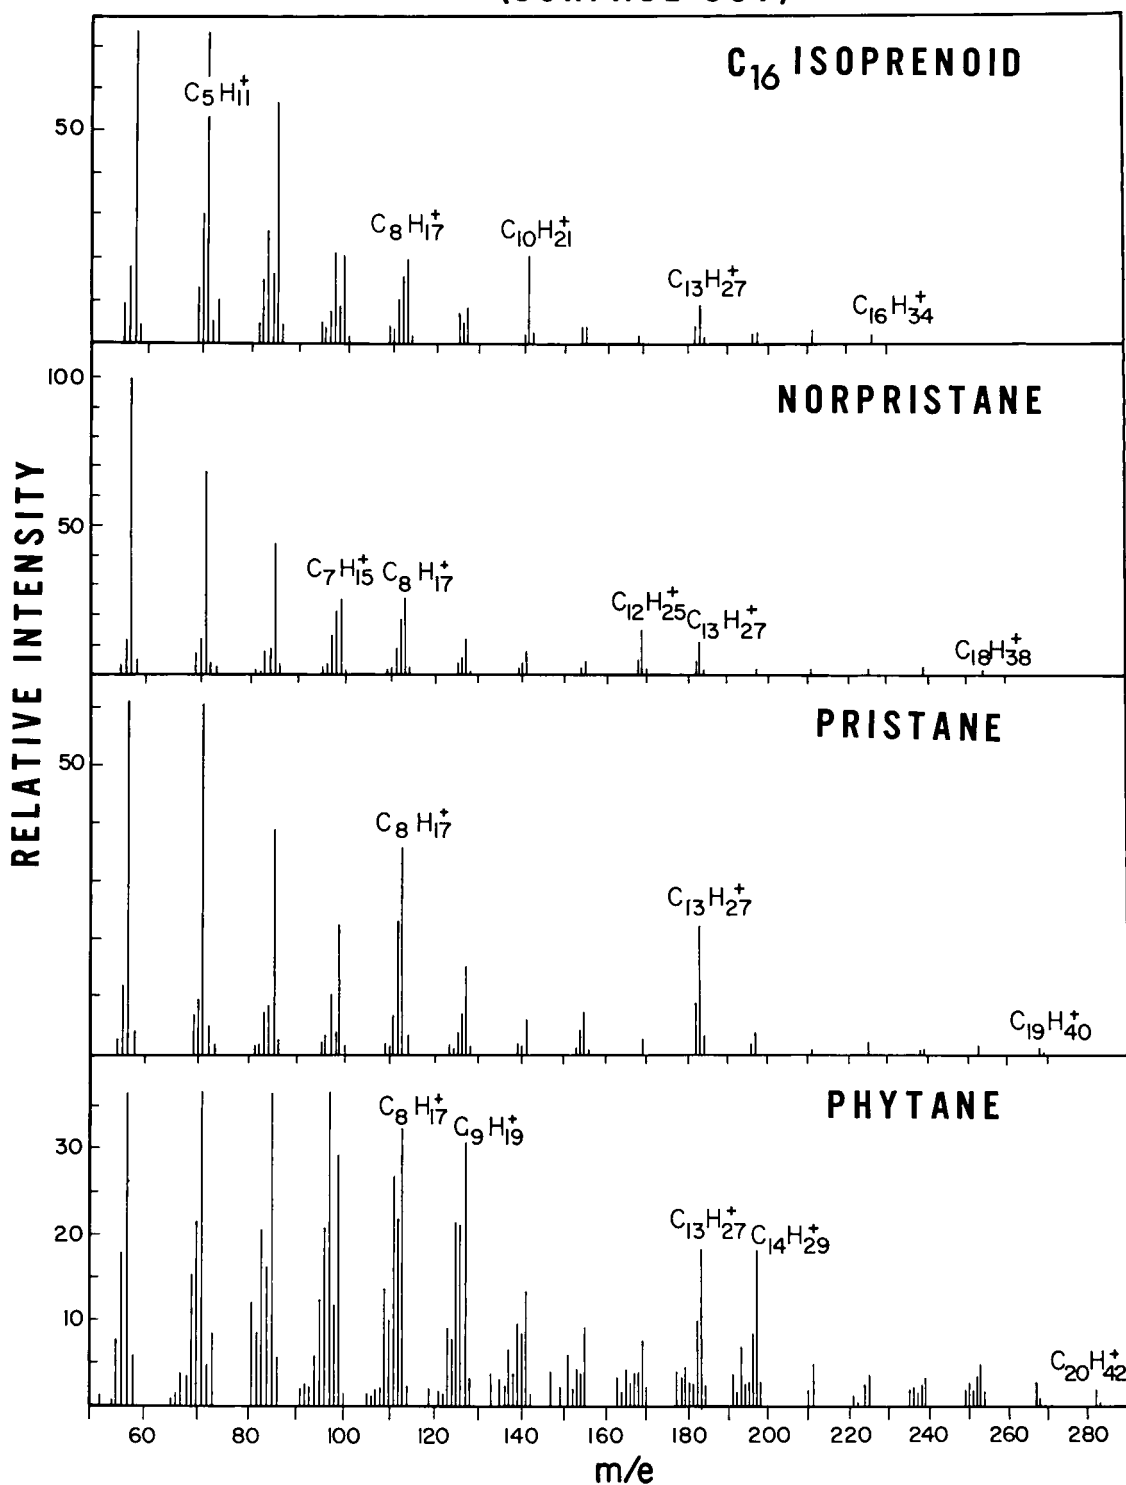 C16 ISOPRENOID
50
C5H11+
C8H17+
C10H21+
C13H27+
C16H34+
100
NORPRISTANE
50
C7H15+ C8H17+
C12H25+ C13H27+
C18H38+
PRISTANE
50
C8H17+
C13H27+
C19H40+
PHYTANE
30
20
10
C8H17+
C9H19+
C13H27+
C14H29+
C20H42+
60 80 100 120 140 160 180 200 220 240 260 280
m/e
RELATIVE INTENSITY